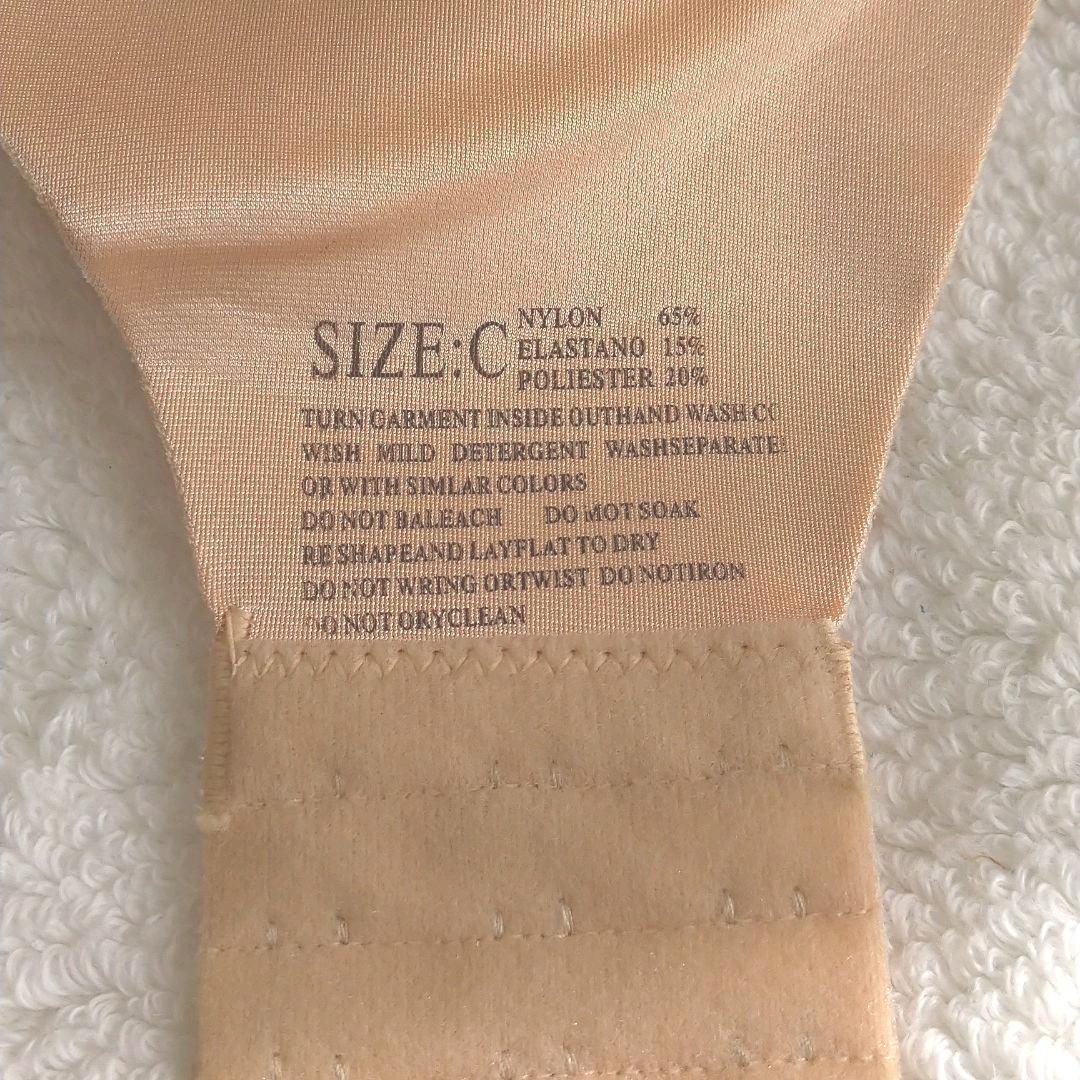 SIZE:C
NYLON 65%
ELASTANO 15%
POLIESTER 20%
TURN GARMENT INSIDE OUTHAND WASH
WISH MILD DETERGENT WASHSEPARATE
OR WITH SIMLAR COLORS
DO NOT BALEACH DO MOT SOAK
RE SHAPEAND LAYFLAT TO DRY
DO NOT WRING ORTWIST DO NOTIRON
DO NOT ORYCLEAN